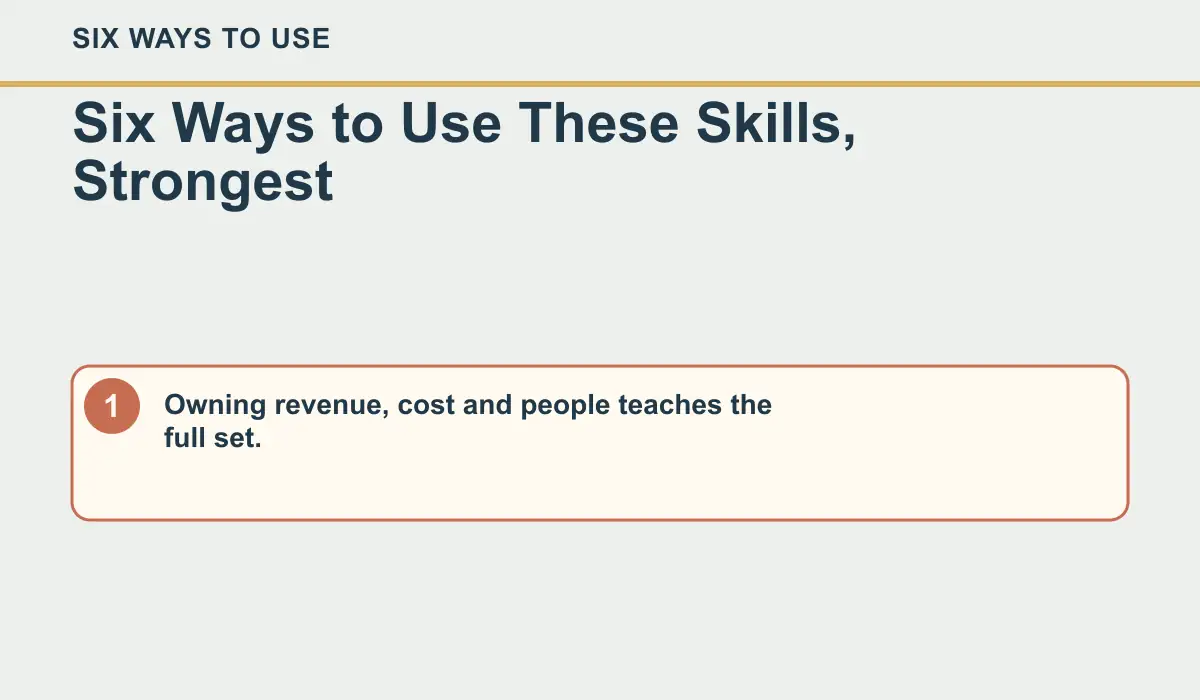 SIX WAYS TO USE
Six Ways to Use These Skills,
Strongest
1
Owning revenue, cost and people teaches the
full set.